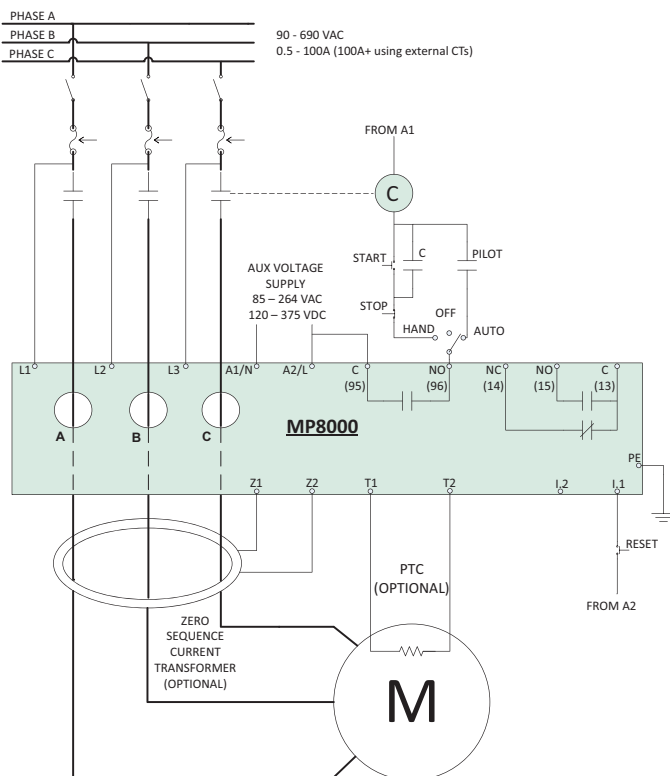 PHASE A
PHASE B
PHASE C
90 - 690 VAC
0.5 - 100A (100A+ using external CTs)
FROM A1
C
START
C
PILOT
STOP
OFF
HAND
AUTO
AUX VOLTAGE
SUPPLY
85 – 264 VAC
120 – 375 VDC
L1
L2
L3
A1/N
A2/L
C
(95)
NO
(96)
NC
(14)
NO
(15)
C
(13)
A
B
C
MP8000
PE
Z1
Z2
T1
T2
I.2
I.1
RESET
FROM A2
PTC
(OPTIONAL)
ZERO
SEQUENCE
CURRENT
TRANSFORMER
(OPTIONAL)
M